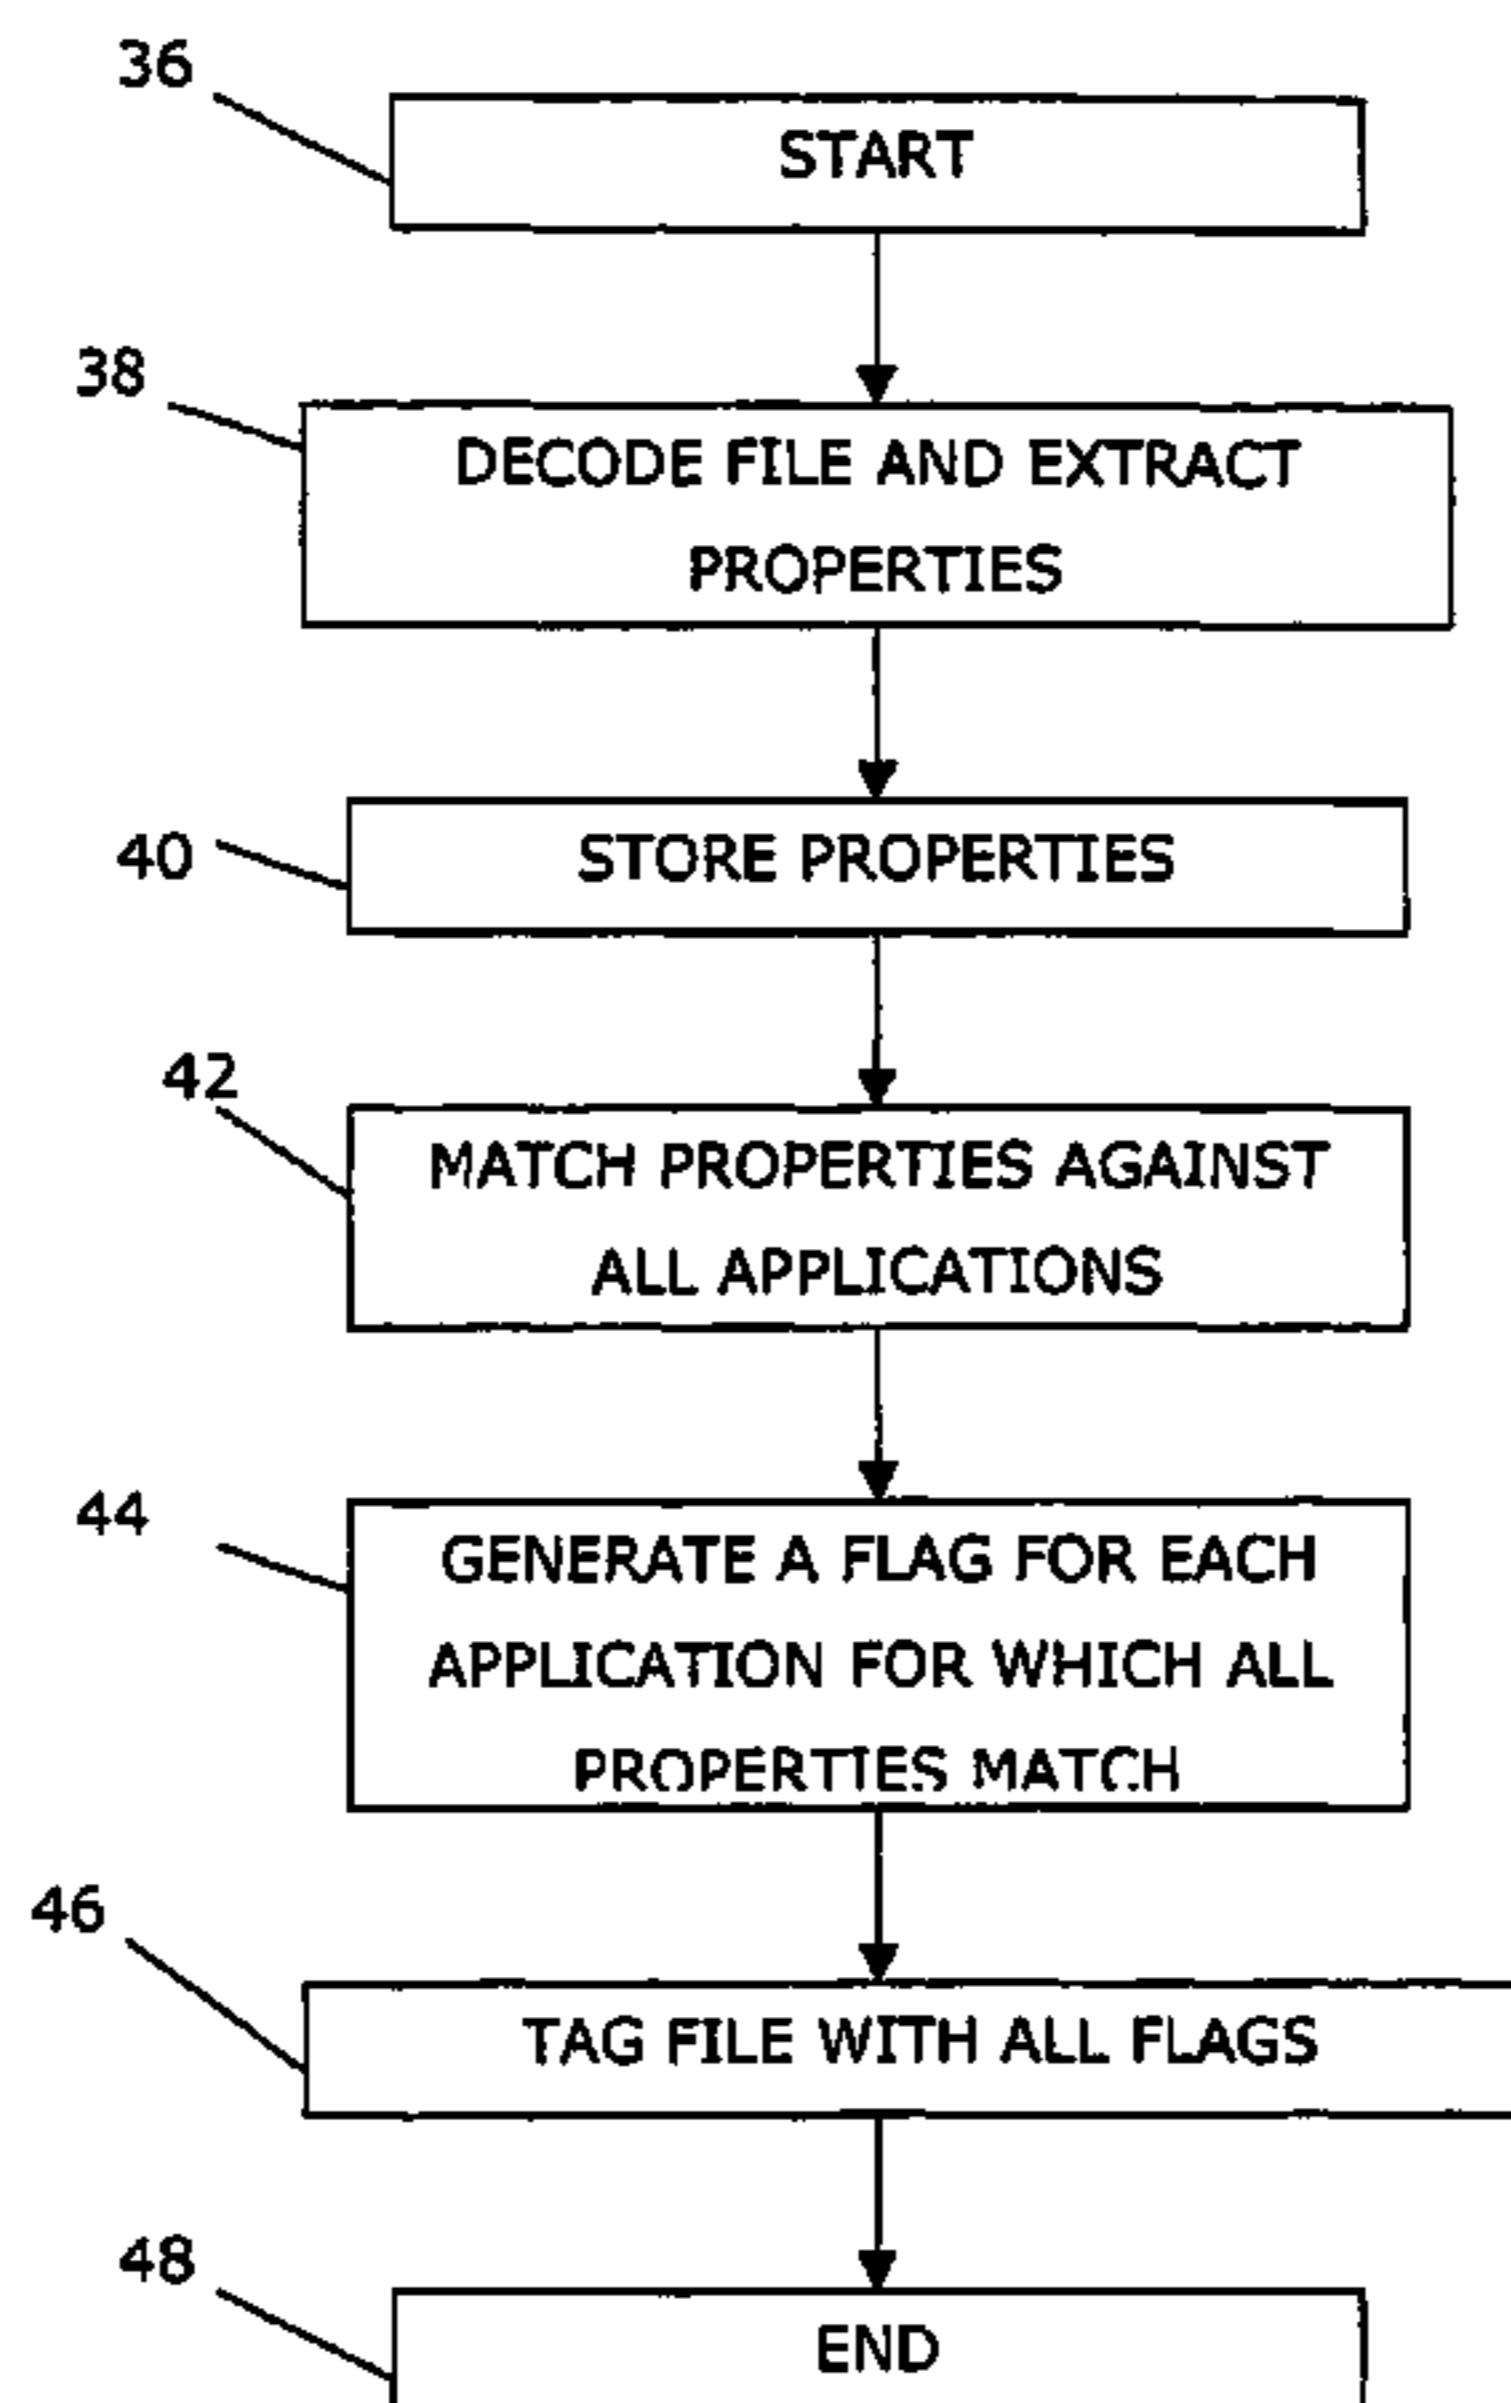 36
START
38
DECODE FILE AND EXTRACT
PROPERTIES
40
STORE PROPERTIES
42
MATCH PROPERTIES AGAINST
ALL APPLICATIONS
44
GENERATE A FLAG FOR EACH
APPLICATION FOR WHICH ALL
PROPERTIES MATCH
46
TAG FILE WITH ALL FLAGS
48
END